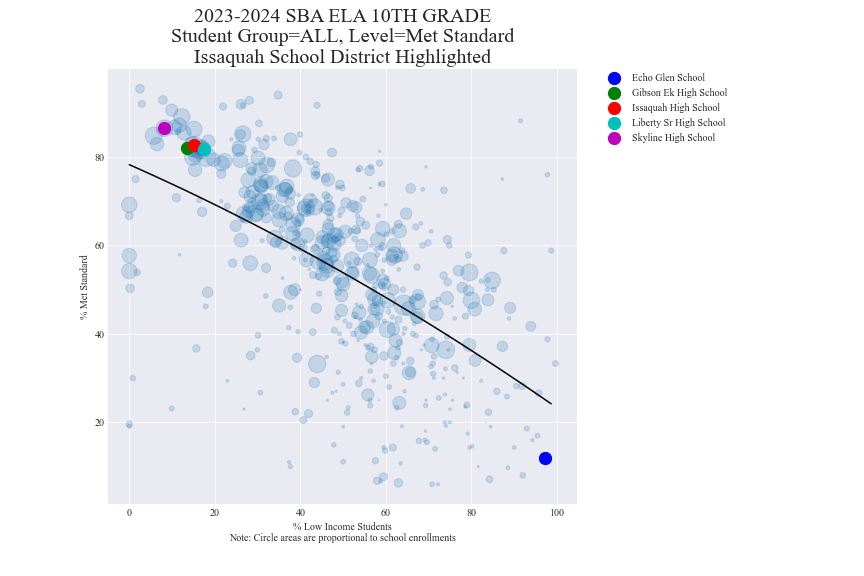 2023-2024 SBA ELA 10TH GRADE
Student Group=ALL, Level=Met Standard
Issaquah School District Highlighted
Echo Glen School
Gibson Ek High School
Issaquah High School
Liberty Sr High School
Skyline High School
% Met Standard
80
60
40
20
0 20 40 60 80 100
% Low Income Students
Note: Circle areas are proportional to school enrollments